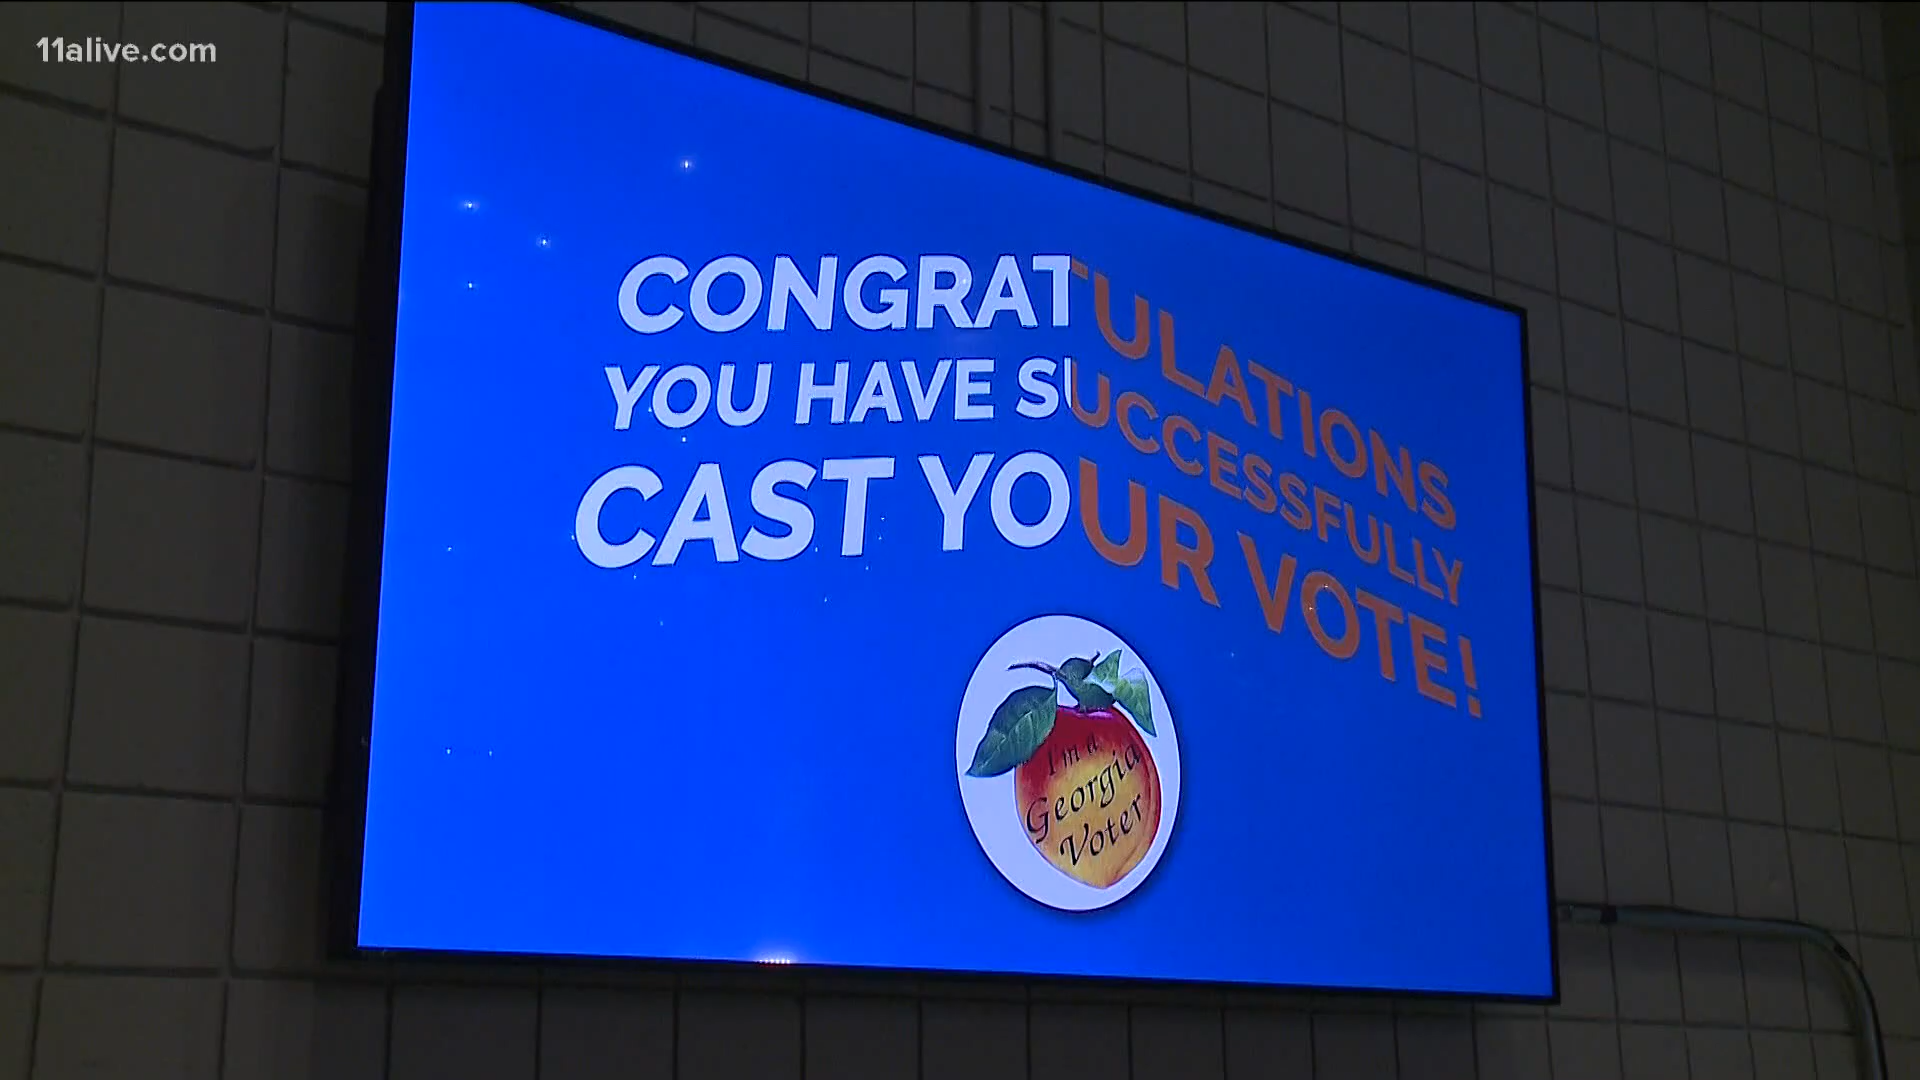 11alive.com
CONGRATULATIONS
YOU HAVE SUCCESSFULLY
CAST YOUR VOTE!
I'm a
Georgia
Voter